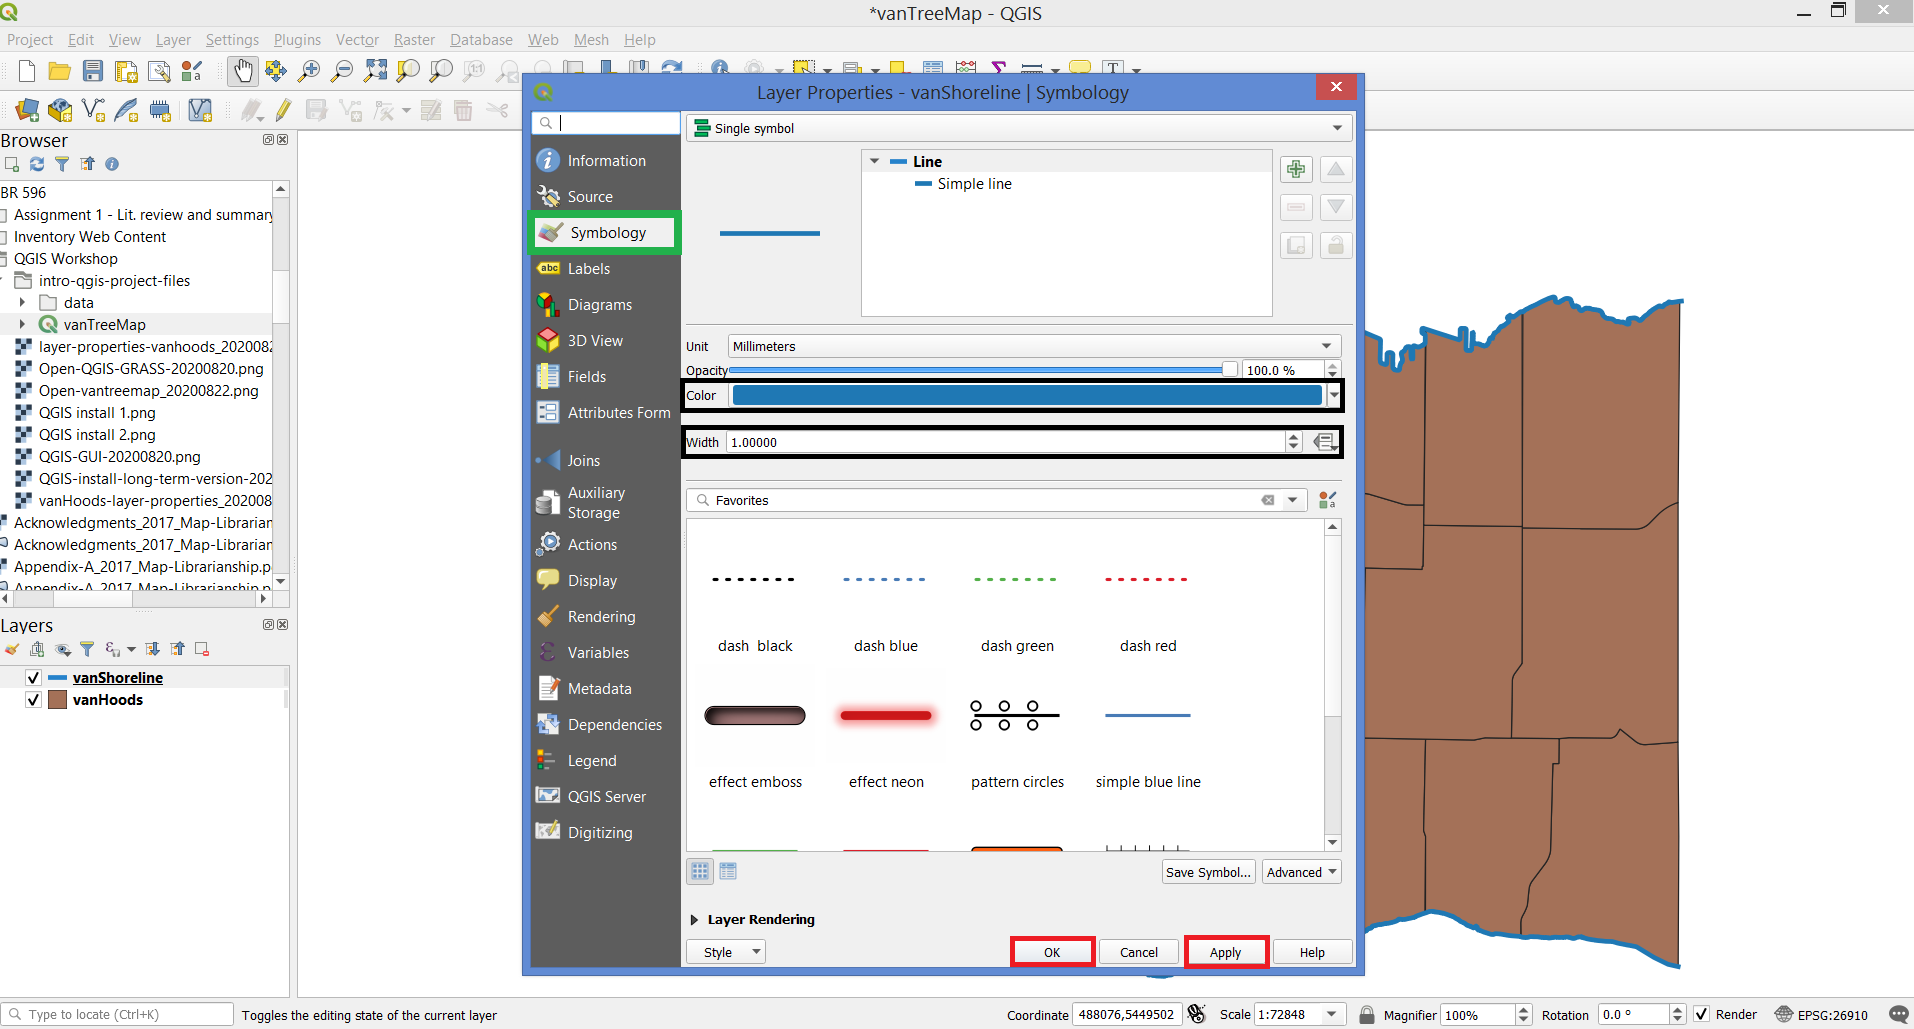 *vanTreeMap - QGIS
Project Edit View Layer Settings Plugins Vector Raster Database Web Mesh Help
Layer Properties - vanShoreline | Symbology
Browser
BR 596
Assignment 1 - Lit. review and summary
Inventory Web Content
QGIS Workshop
intro-qgis-project-files
data
vanTreeMap
layer-properties-vanhoods_202082
Open-QGIS-GRASS-20200820.png
Open-vantreemap_20200822.png
QGIS install 1.png
QGIS install 2.png
QGIS-GUI-20200820.png
QGIS-install-long-term-version-202
vanHoods-layer-properties_202008
Acknowledgments_2017_Map-Librarian
Acknowledgments_2017_Map-Librarian
Appendix-A_2017_Map-Librarianship.p
Appendix-A_2017_Map-Librarianship
Layers
vanShoreline
vanHoods
Information
Source
Symbology
Labels
abc
Diagrams
3D View
Fields
Attributes Form
Joins
Auxiliary
Storage
Actions
Display
Rendering
Variables
Metadata
Dependencies
Legend
QGIS Server
Digitizing
Single symbol
Line
Simple line
Unit Millimeters
Opacity 100.0 %
Color
Width 1.00000
Favorites
dash black dash blue dash green dash red
effect emboss effect neon pattern circles simple blue line
Save Symbol... Advanced
Layer Rendering
Style OK Cancel Apply Help
Type to locate (Ctrl+K) Toggles the editing state of the current layer Coordinate 488076,5449502 Scale 1:72848 Magnifier 100% Rotation 0.0 ° Render EPSG:26910